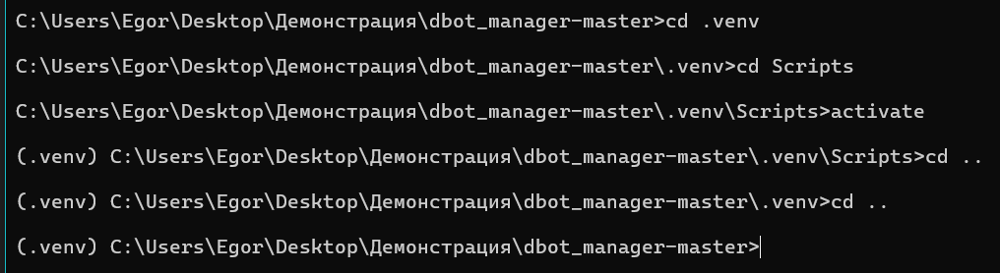 C:\Users\Egor\Desktop\Демонстрация\dbot_manager-master>cd .venv
C:\Users\Egor\Desktop\Демонстрация\dbot_manager-master\.venv>cd Scripts
C:\Users\Egor\Desktop\Демонстрация\dbot_manager-master\.venv\Scripts>activate
(.venv) C:\Users\Egor\Desktop\Демонстрация\dbot_manager-master\.venv\Scripts>cd ..
(.venv) C:\Users\Egor\Desktop\Демонстрация\dbot_manager-master\.venv>cd ..
(.venv) C:\Users\Egor\Desktop\Демонстрация\dbot_manager-master>